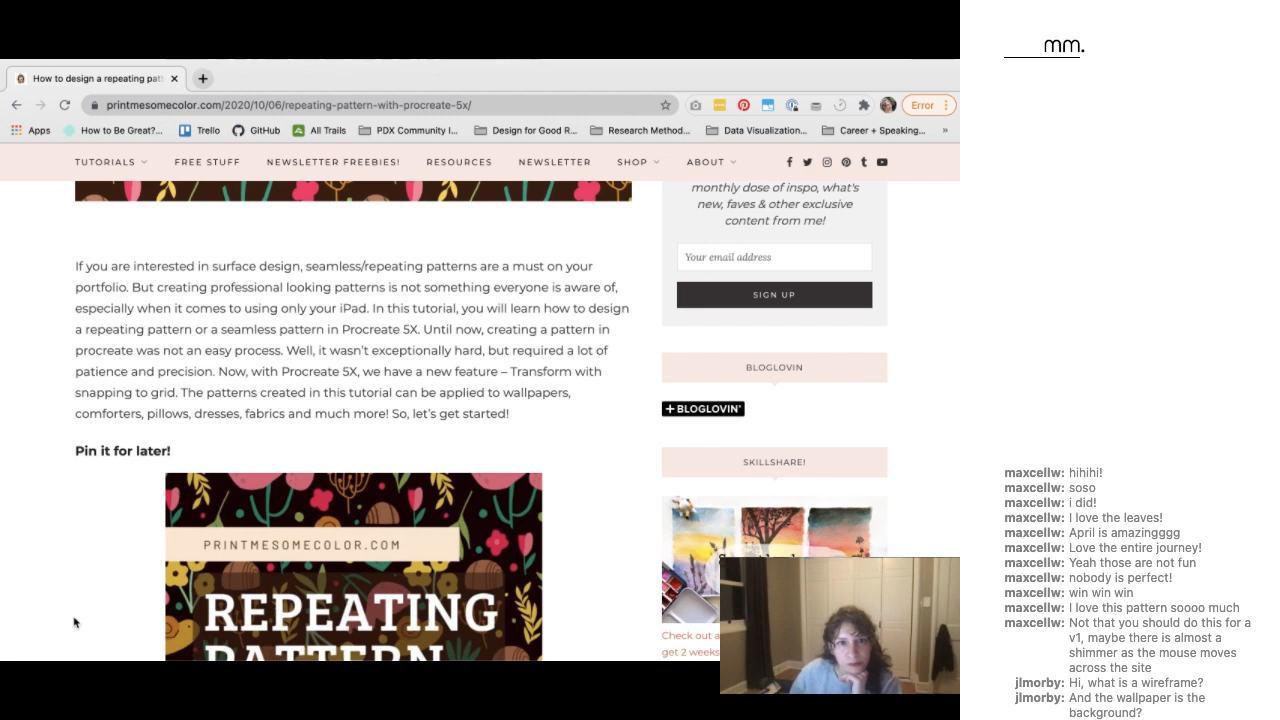 mm.
How to design a repeating pat
printmesomecolor.com/2020/10/06/repeating-pattern-with-procreate-5x/
Error
Apps
How to Be Great?...
Trello
GitHub
All Trails
PDX Community I...
Design for Good R...
Research Method...
Data Visualization...
Career + Speaking...
»
TUTORIALS
FREE STUFF
NEWSLETTER FREEBIES!
RESOURCES
NEWSLETTER
SHOP
ABOUT
If you are interested in surface design, seamless/repeating patterns are a must on your
portfolio. But creating professional looking patterns is not something everyone is aware of,
especially when it comes to using only your iPad. In this tutorial, you will learn how to design
a repeating pattern or a seamless pattern in Procreate 5X. Until now, creating a pattern in
procreate was not an easy process. Well, it wasn't exceptionally hard, but required a lot of
patience and precision. Now, with Procreate 5X, we have a new feature – Transform with
snapping to grid. The patterns created in this tutorial can be applied to wallpapers,
comforters, pillows, dresses, fabrics and much more! So, let's get started!
Pin it for later!
PRINTMESOMECOLOR.COM
REPEATING
PATTERN
monthly dose of inspo, what's
new, faves & other exclusive
content from me!
Your email address
SIGN UP
BLOGLOVIN
+ BLOGLOVIN'
SKILLSHARE!
Check out a
get 2 weeks
maxcellw: hihihi!
maxcellw: soso
maxcellw: i did!
maxcellw: I love the leaves!
maxcellw: April is amazingggg
maxcellw: Love the entire journey!
maxcellw: Yeah those are not fun
maxcellw: nobody is perfect!
maxcellw: win win win
maxcellw: I love this pattern soooo much
maxcellw: Not that you should do this for a
v1, maybe there is almost a
shimmer as the mouse moves
across the site
jlmorby: Hi, what is a wireframe?
jlmorby: And the wallpaper is the
background?